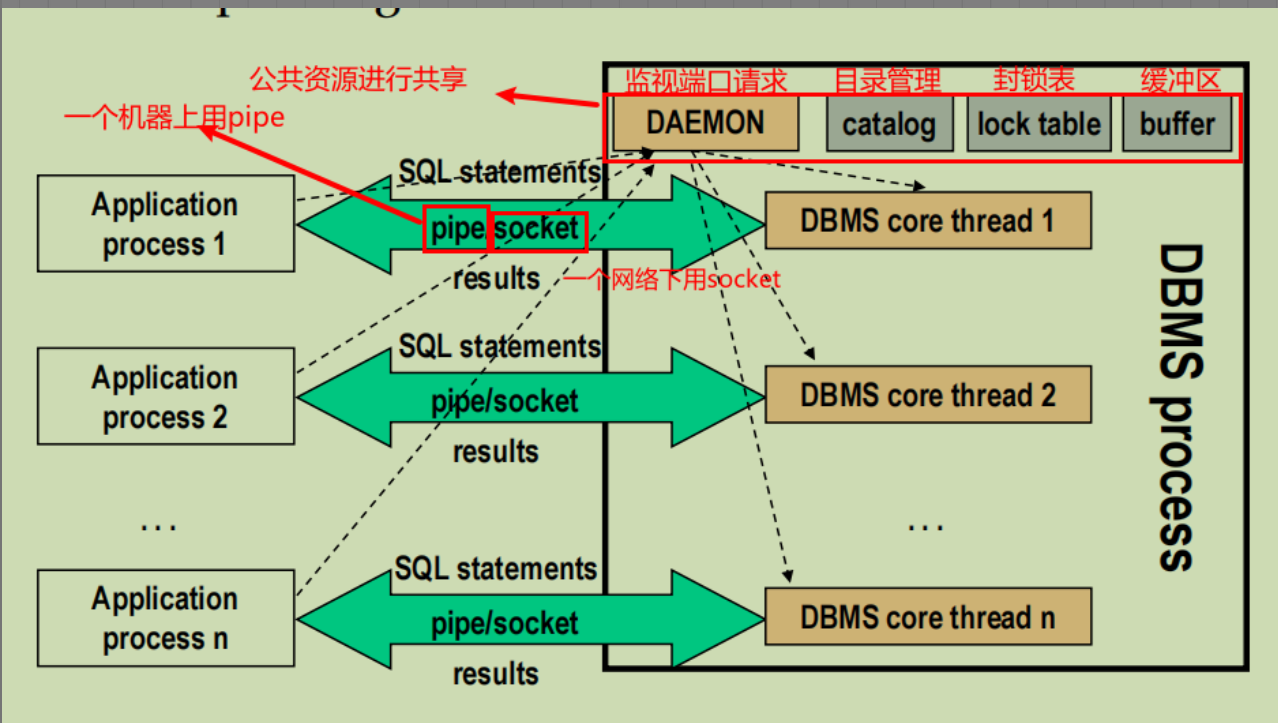 公共资源进行共享
监视端口请求
目录管理
封锁表
缓冲区
一个机器上用pipe
DAEMON
catalog
lock table
buffer
SQL statements
Application
process 1
pipe/socket
results
DBMS core thread 1
一个网络下用socket
SQL statements
Application
process 2
pipe/socket
results
DBMS core thread 2
DBMS process
...
...
SQL statements
Application
process n
pipe/socket
results
DBMS core thread n